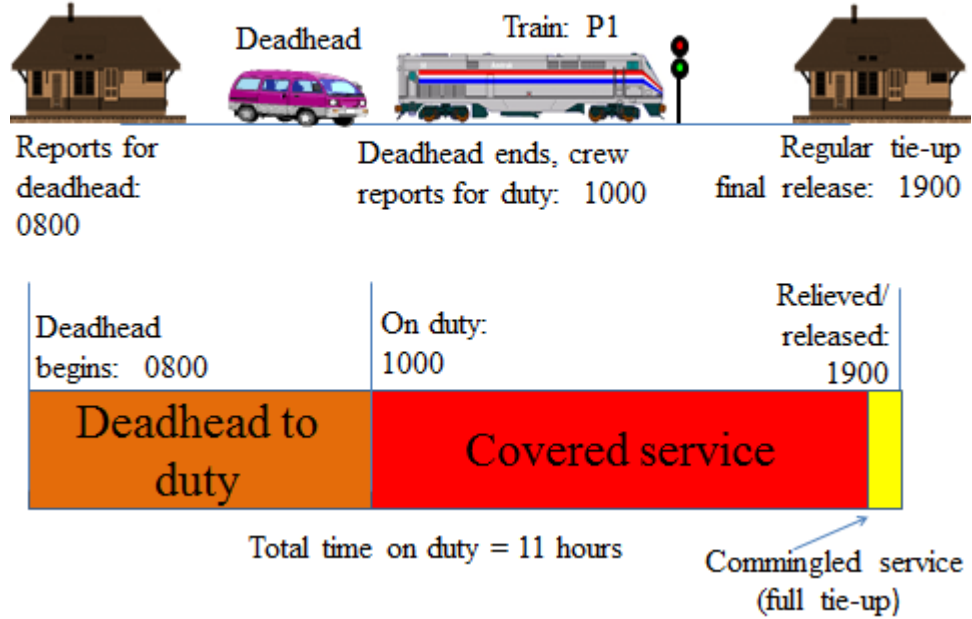 Deadhead
Train: P1
Reports for
deadhead:
0800
Deadhead ends, crew
reports for duty: 1000
Regular tie-up
final release: 1900
Deadhead
begins: 0800
On duty:
1000
Relieved/
released:
1900
Deadhead to
duty
Covered service
Total time on duty = 11 hours
Commingled service
(full tie-up)